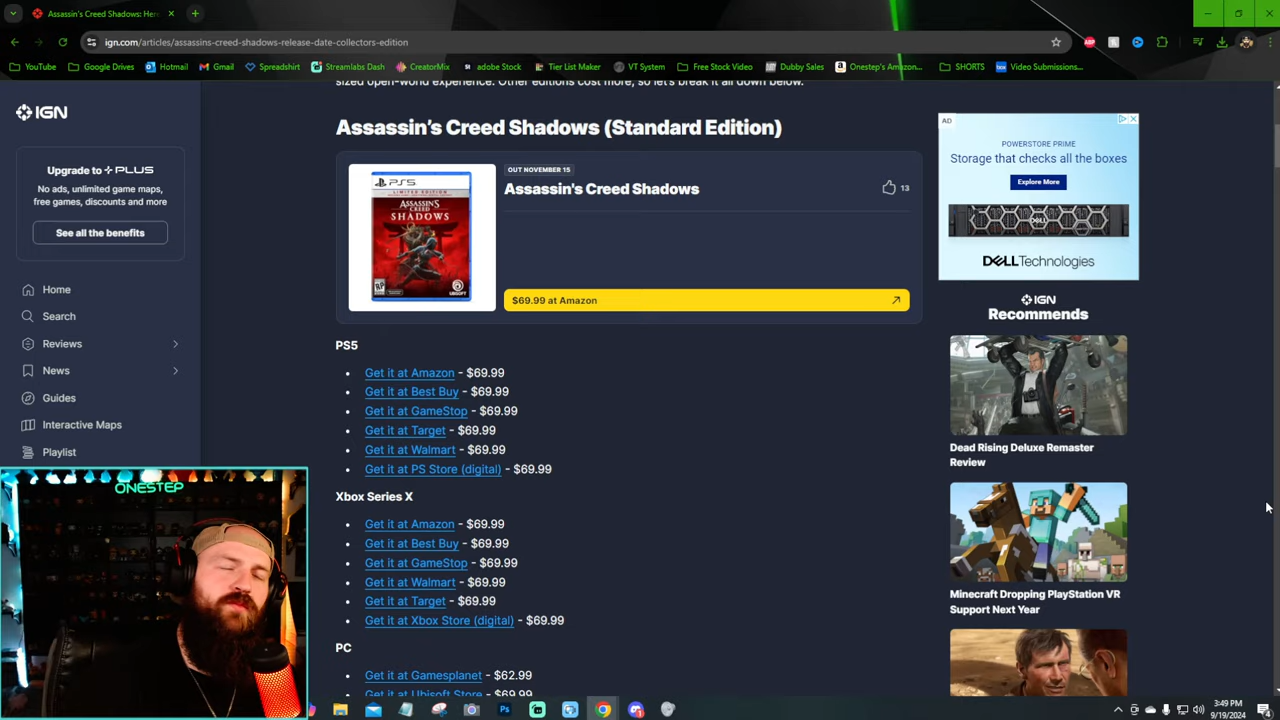 Assassin's Creed Shadows: Her
ign.com/articles/assassins-creed-shadows-release-date-collectors-edition
YouTube
Google Drives
Hotmail
Gmail
Spreadshirt
Streamlabs Dash
CreatorMix
adobe Stock
Tier List Maker
VT System
Free Stock Video
Dubby Sales
Onestep's Amazon...
SHORTS
Video Submissions...
IGN
Upgrade to + PLUS
No ads, unlimited game maps,
free games, discounts and more
See all the benefits
Home
Search
Reviews
News
Guides
Interactive Maps
Playlist
sized open-world experience. Other editions cost more, so let's break it all down below.
Assassin's Creed Shadows (Standard Edition)
PS5
LIMITED EDITION
ASSASSIN'S
CREED
SHADOWS
UBISOFT
OUT NOVEMBER 15
Assassin's Creed Shadows
13
$69.99 at Amazon
PS5
• Get it at Amazon - $69.99
• Get it at Best Buy - $69.99
• Get it at GameStop - $69.99
• Get it at Target - $69.99
• Get it at Walmart - $69.99
• Get it at PS Store (digital) - $69.99
Xbox Series X
• Get it at Amazon - $69.99
• Get it at Best Buy - $69.99
• Get it at GameStop - $69.99
• Get it at Walmart - $69.99
• Get it at Target - $69.99
• Get it at Xbox Store (digital) - $69.99
PC
• Get it at Gamesplanet - $62.99
• Get it at Ubisoft Store - $69.99
AD
POWERSTORE PRIME
Storage that checks all the boxes
Explore More
DELL
DELLTechnologies
IGN
Recommends
Dead Rising Deluxe Remaster
Review
Minecraft Dropping PlayStation VR
Support Next Year
ONESTEP
3:49 PM
9/19/2024